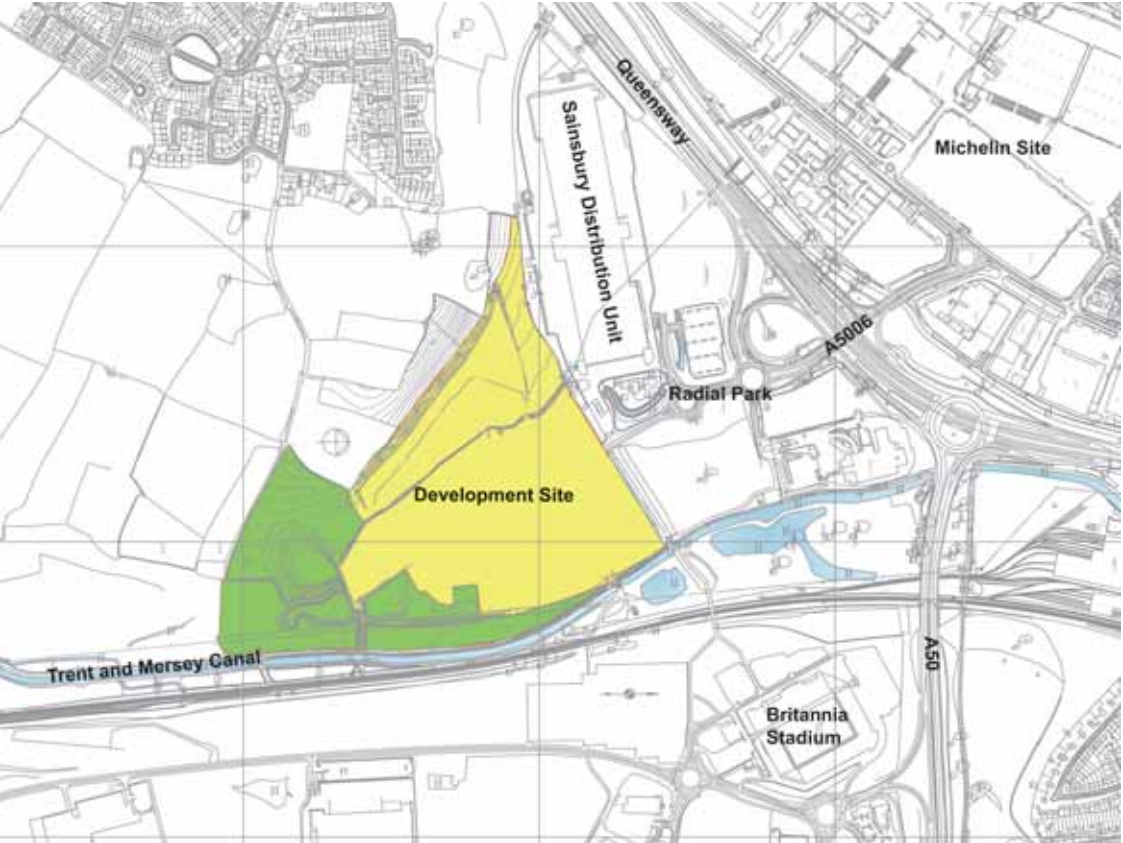 Queensway
Sainsbury Distribution Unit
Michelin Site
A5006
Radial Park
Development Site
Trent and Mersey Canal
A50
Britannia
Stadium